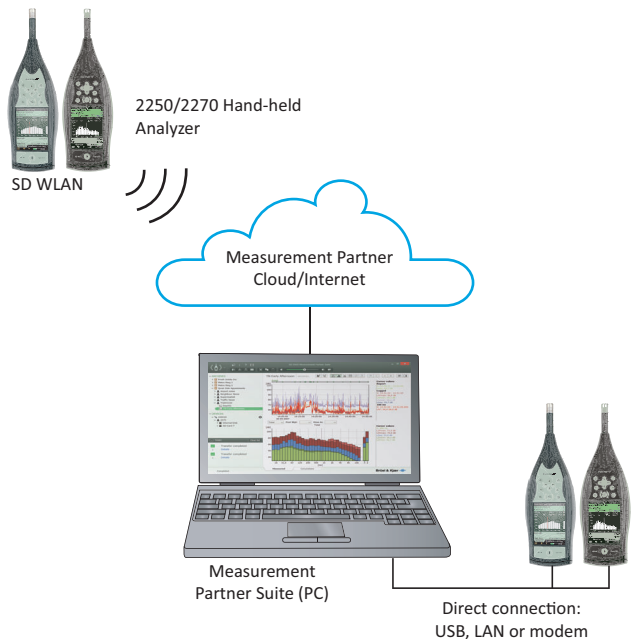 2250/2270 Hand-held
Analyzer
SD WLAN
Measurement Partner
Cloud/Internet
Measurement
Partner Suite (PC)
Direct connection:
USB, LAN or modem